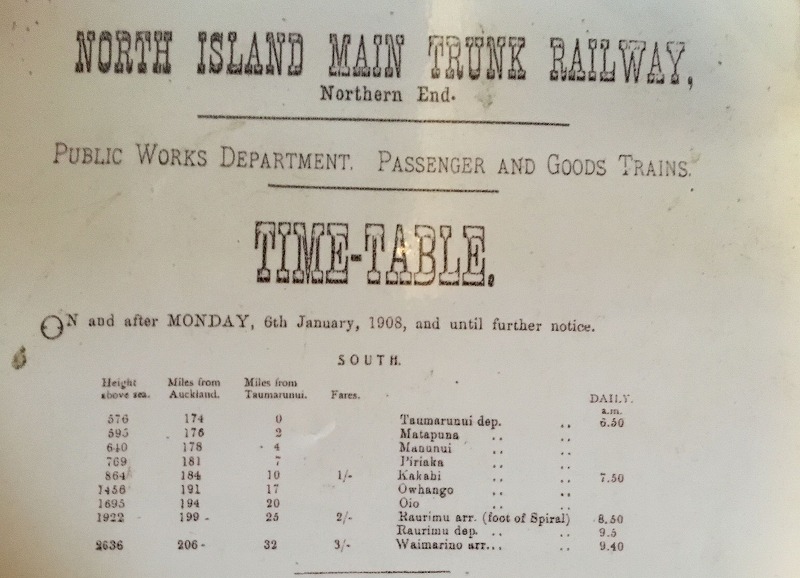 NORTH ISLAND MAIN TRUNK RAILWAY,
Northern End.
PUBLIC WORKS DEPARTMENT. PASSENGER AND GOODS TRAINS.
TIME-TABLE.
ON and after MONDAY, 6th January, 1908, and until further notice.
SOUTH.
Height above sea. Miles from Auckland. Miles from Taumarunui. Fares. DAILY.
a.m.
576 174 0 Taumarunui dep. .. 6.50
595 176 2 Matapuna .. ..
640 178 4 Manunui .. ..
769 181 7 Piriaka .. ..
864 184 10 1/- Kakahi .. .. 7.50
1456 191 17 Owhango .. ..
1695 194 20 Oio .. ..
1922 199 25 2/- Raurimu arr. (foot of Spiral) 8.50
Raurimu dep. .. .. 9.5
2636 206 32 3/- Waimarino arr... .. 9.40